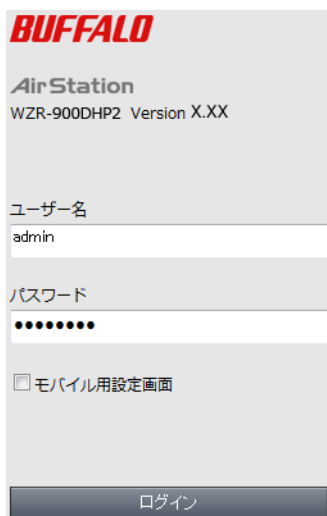 BUFFALO
AirStation
WZR-900DHP2 Version X.XX
ユーザー名
admin
パスワード
••••••••
モバイル用設定画面
ログイン